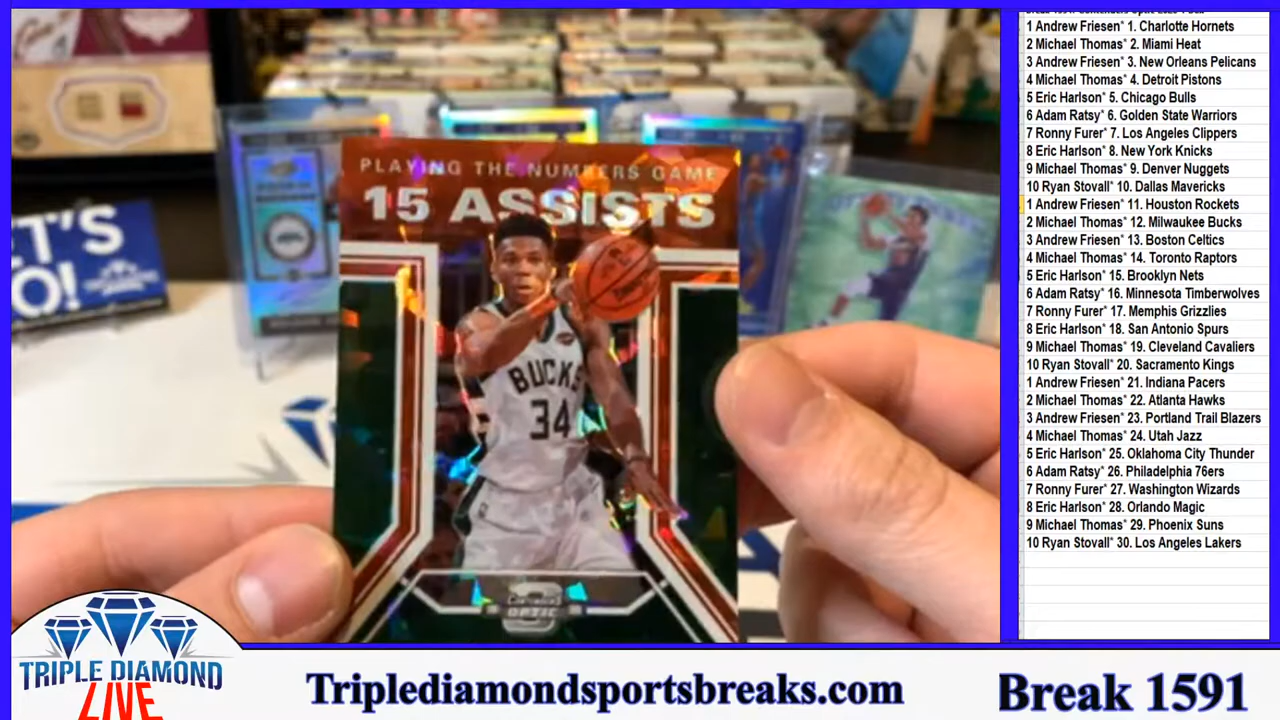 PLAYING THE NUMBERS GAME
15 ASSISTS
BUCKS
34
CONTENDERS
OPTIC
LET'S
GO!
1 Andrew Friesen* 1. Charlotte Hornets
2 Michael Thomas* 2. Miami Heat
3 Andrew Friesen* 3. New Orleans Pelicans
4 Michael Thomas* 4. Detroit Pistons
5 Eric Harlson* 5. Chicago Bulls
6 Adam Ratsy* 6. Golden State Warriors
7 Ronny Furer* 7. Los Angeles Clippers
8 Eric Harlson* 8. New York Knicks
9 Michael Thomas* 9. Denver Nuggets
10 Ryan Stovall* 10. Dallas Mavericks
1 Andrew Friesen* 11. Houston Rockets
2 Michael Thomas* 12. Milwaukee Bucks
3 Andrew Friesen* 13. Boston Celtics
4 Michael Thomas* 14. Toronto Raptors
5 Eric Harlson* 15. Brooklyn Nets
6 Adam Ratsy* 16. Minnesota Timberwolves
7 Ronny Furer* 17. Memphis Grizzlies
8 Eric Harlson* 18. San Antonio Spurs
9 Michael Thomas* 19. Cleveland Cavaliers
10 Ryan Stovall* 20. Sacramento Kings
1 Andrew Friesen* 21. Indiana Pacers
2 Michael Thomas* 22. Atlanta Hawks
3 Andrew Friesen* 23. Portland Trail Blazers
4 Michael Thomas* 24. Utah Jazz
5 Eric Harlson* 25. Oklahoma City Thunder
6 Adam Ratsy* 26. Philadelphia 76ers
7 Ronny Furer* 27. Washington Wizards
8 Eric Harlson* 28. Orlando Magic
9 Michael Thomas* 29. Phoenix Suns
10 Ryan Stovall* 30. Los Angeles Lakers
TRIPLE DIAMOND
LIVE
Triplediamondsportsbreaks.com
Break 1591